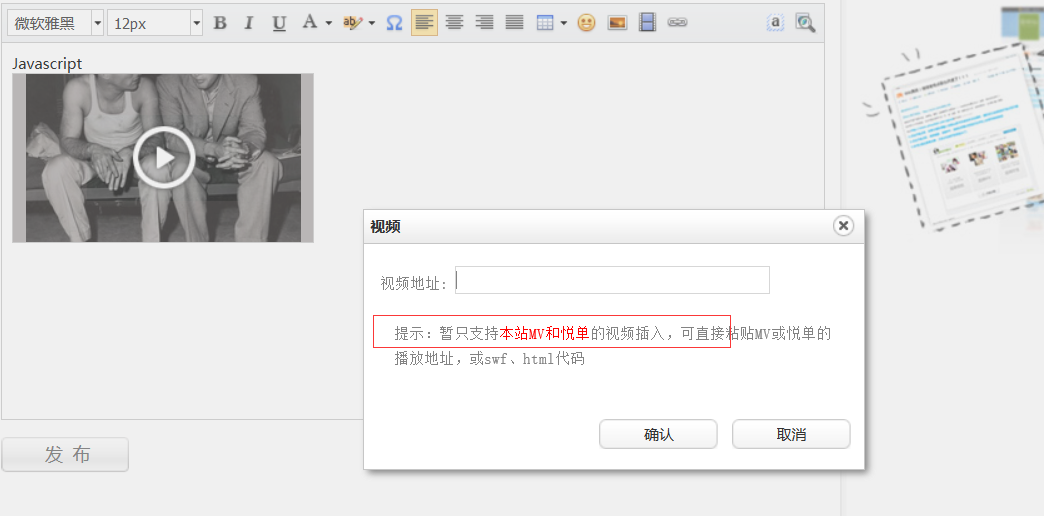 微软雅黑 12px B I U A ab Ω a
Javascript
视频
视频地址:
提示：暂只支持本站MV和悦单的视频插入，可直接粘贴MV或悦单的
播放地址，或swf、html代码
确认 取消
发 布